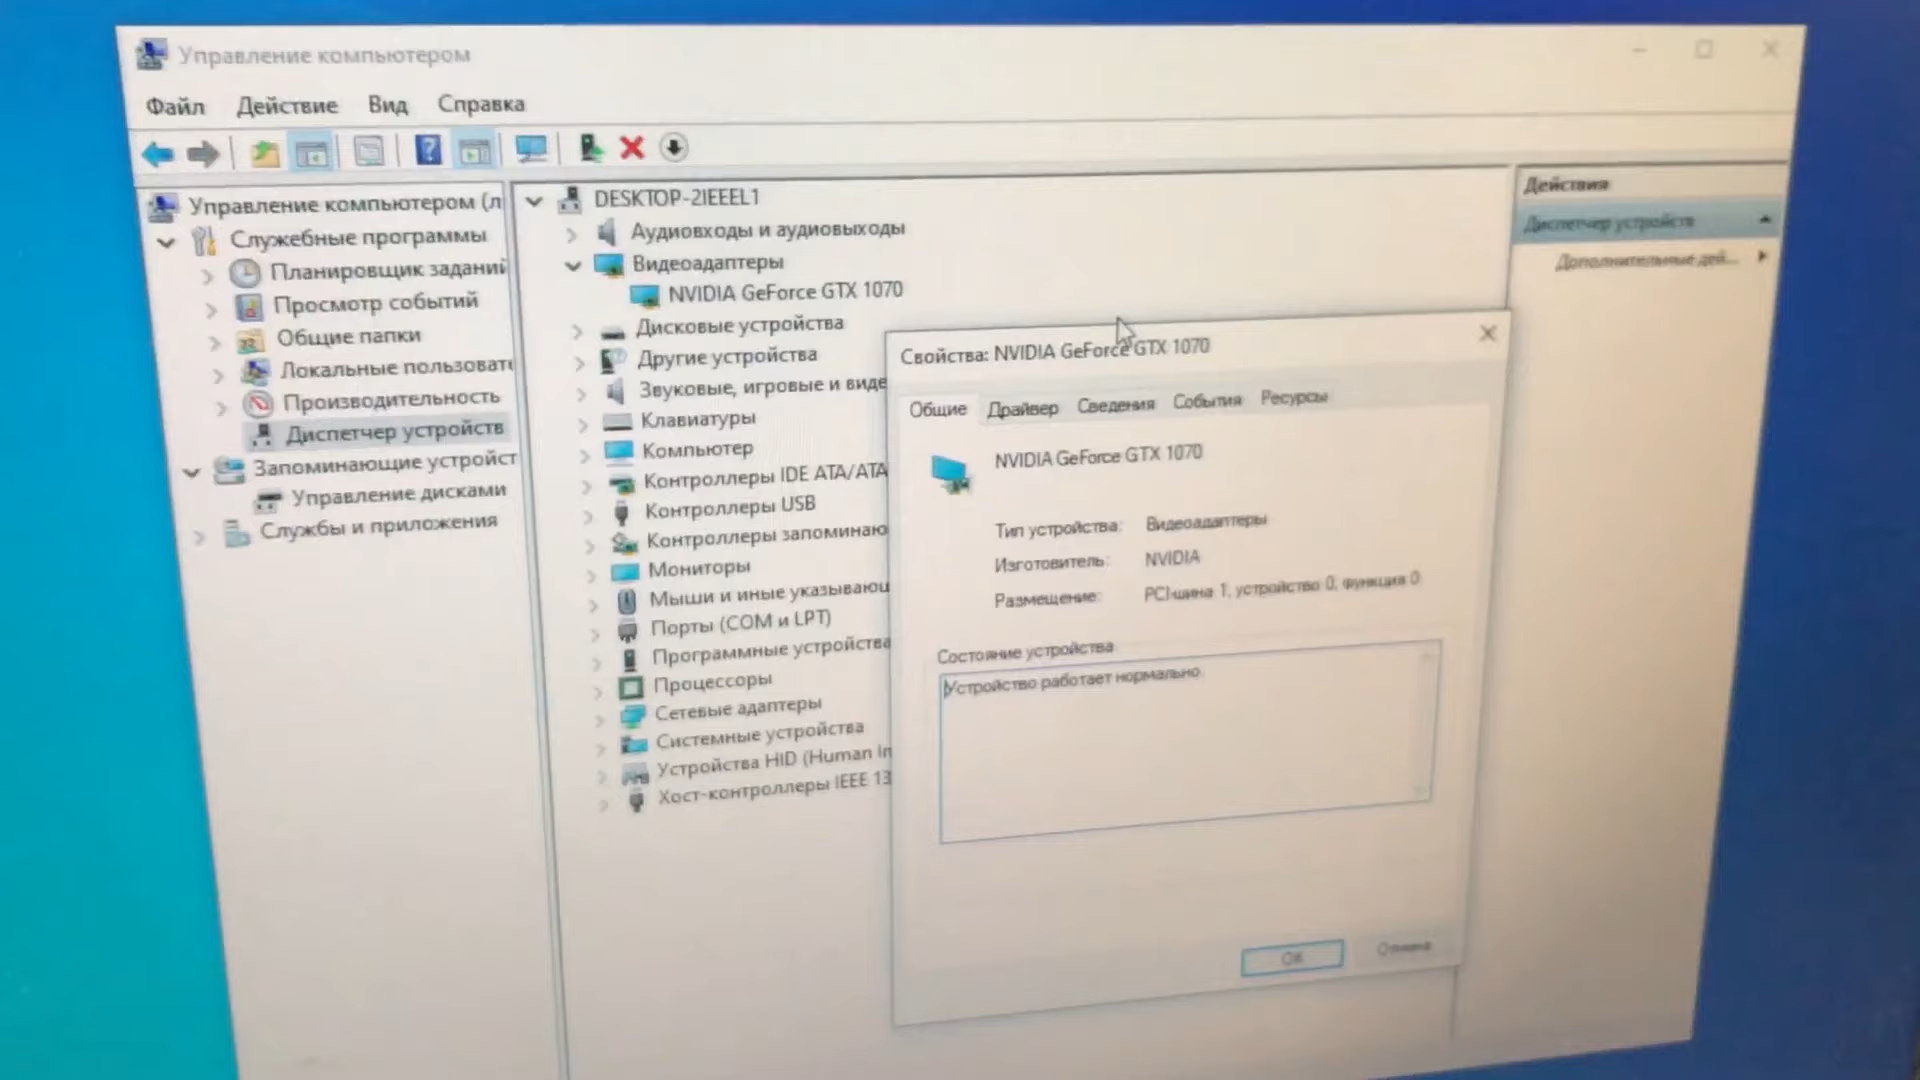 Управление компьютером
Файл Действие Вид Справка
Управление компьютером (л
Служебные программы
Планировщик заданий
Просмотр событий
Общие папки
Локальные пользовате
Производительность
Диспетчер устройств
Запоминающие устройст
Управление дисками
Службы и приложения
DESKTOP-2IEEEL1
Аудиовходы и аудиовыходы
Видеоадаптеры
NVIDIA GeForce GTX 1070
Дисковые устройства
Другие устройства
Звуковые, игровые и виде
Клавиатуры
Компьютер
Контроллеры IDE ATA/ATA
Контроллеры USB
Контроллеры запоминаю
Мониторы
Мыши и иные указывающ
Порты (COM и LPT)
Программные устройства
Процессоры
Сетевые адаптеры
Системные устройства
Устройства HID (Human In
Хост-контроллеры IEEE 13
Свойства: NVIDIA GeForce GTX 1070
Общие Драйвер Сведения События Ресурсы
NVIDIA GeForce GTX 1070
Тип устройства: Видеоадаптеры
Изготовитель: NVIDIA
Размещение: PCI-шина 1, устройство 0, функция 0
Состояние устройства
Устройство работает нормально.
OK Отмена
Действия
Диспетчер устройств
Дополнительные дей...